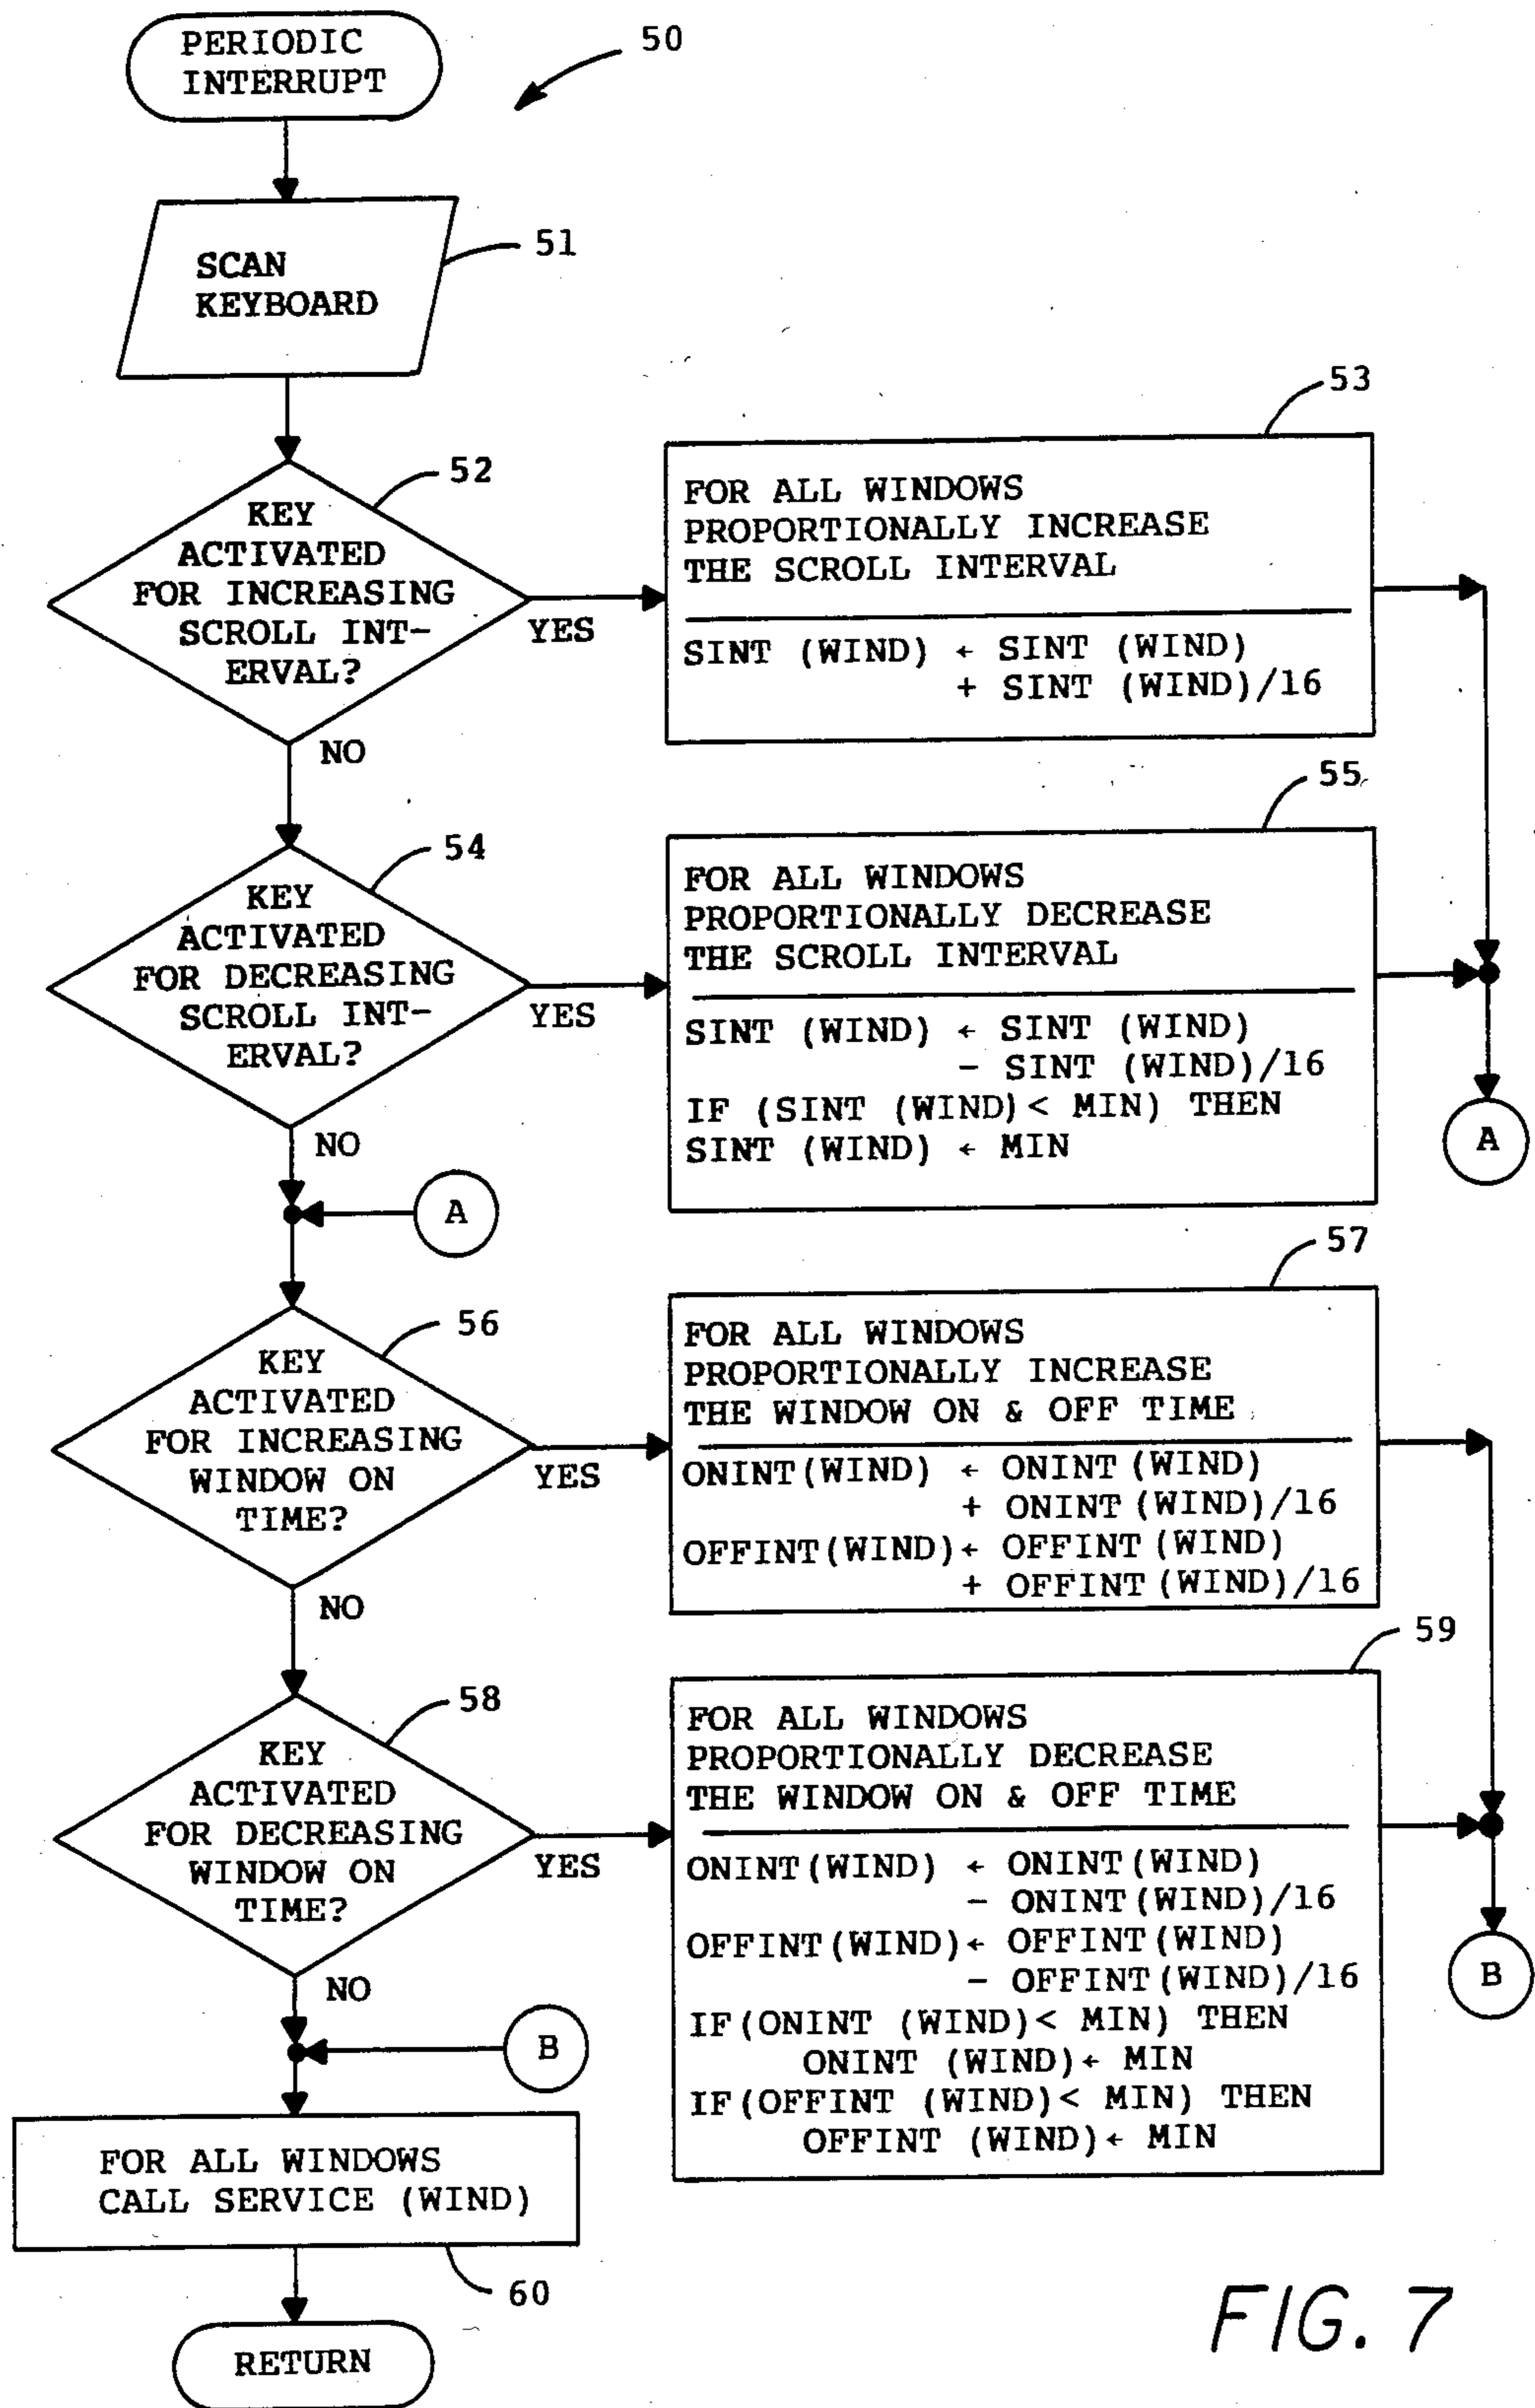 PERIODIC
INTERRUPT
50
SCAN
KEYBOARD
51
52
KEY
ACTIVATED
FOR INCREASING
SCROLL INT-
ERVAL?
YES
NO
53
FOR ALL WINDOWS
PROPORTIONALLY INCREASE
THE SCROLL INTERVAL
SINT (WIND) ← SINT (WIND)
+ SINT (WIND)/16
54
KEY
ACTIVATED
FOR DECREASING
SCROLL INT-
ERVAL?
YES
NO
55
FOR ALL WINDOWS
PROPORTIONALLY DECREASE
THE SCROLL INTERVAL
SINT (WIND) ← SINT (WIND)
- SINT (WIND)/16
IF (SINT (WIND)< MIN) THEN
SINT (WIND) ← MIN
A
A
56
KEY
ACTIVATED
FOR INCREASING
WINDOW ON
TIME?
YES
NO
57
FOR ALL WINDOWS
PROPORTIONALLY INCREASE
THE WINDOW ON & OFF TIME
ONINT(WIND) ← ONINT(WIND)
+ ONINT(WIND)/16
OFFINT(WIND)← OFFINT(WIND)
+ OFFINT(WIND)/16
58
KEY
ACTIVATED
FOR DECREASING
WINDOW ON
TIME?
YES
NO
59
FOR ALL WINDOWS
PROPORTIONALLY DECREASE
THE WINDOW ON & OFF TIME
ONINT(WIND) ← ONINT(WIND)
- ONINT(WIND)/16
OFFINT(WIND)← OFFINT(WIND)
- OFFINT(WIND)/16
IF(ONINT (WIND)< MIN) THEN
ONINT (WIND)← MIN
IF(OFFINT (WIND)< MIN) THEN
OFFINT (WIND)← MIN
B
B
FOR ALL WINDOWS
CALL SERVICE (WIND)
60
RETURN
FIG. 7